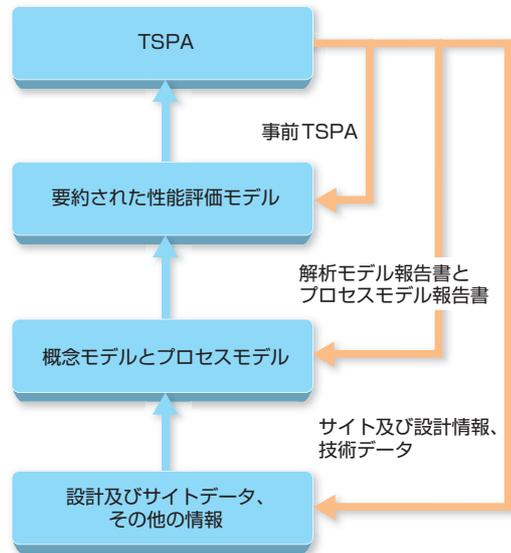 TSPA
事前TSPA
要約された性能評価モデル
解析モデル報告書と
プロセスモデル報告書
概念モデルとプロセスモデル
サイト及び設計情報、
技術データ
設計及びサイトデータ、
その他の情報